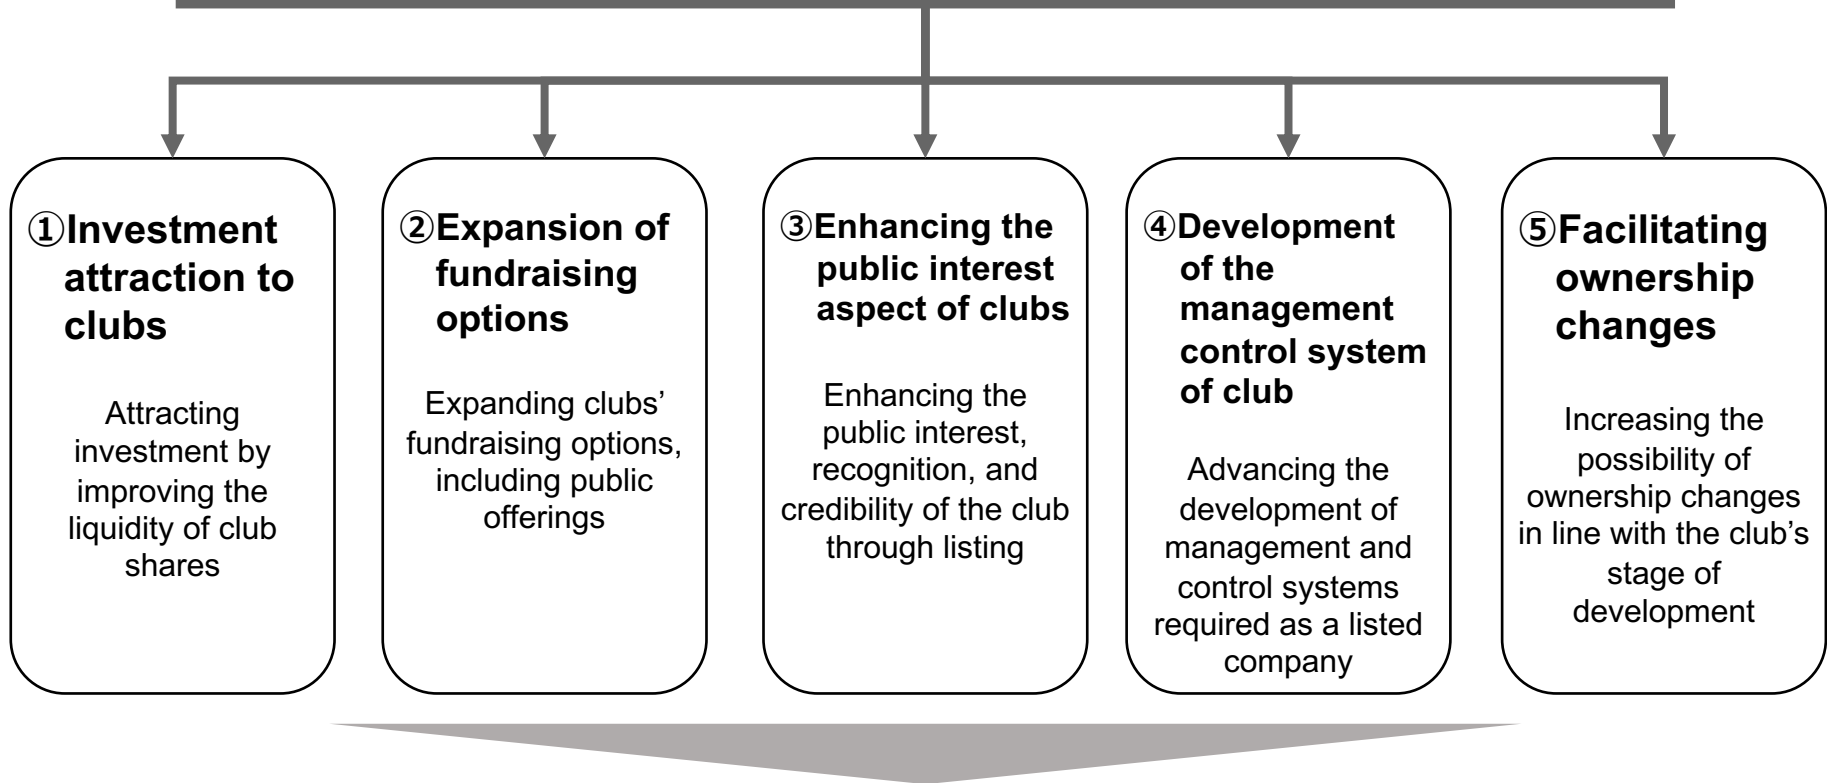 ①Investment
attraction to
clubs
Attracting
investment by
improving the
liquidity of club
shares
②Expansion of
fundraising
options
Expanding clubs’
fundraising options,
including public
offerings
③Enhancing the
public interest
aspect of clubs
Enhancing the
public interest,
recognition, and
credibility of the club
through listing
④Development
of the
management
control system
of club
Advancing the
development of
management and
control systems
required as a listed
company
⑤Facilitating
ownership
changes
Increasing the
possibility of
ownership changes
in line with the club’s
stage of
development